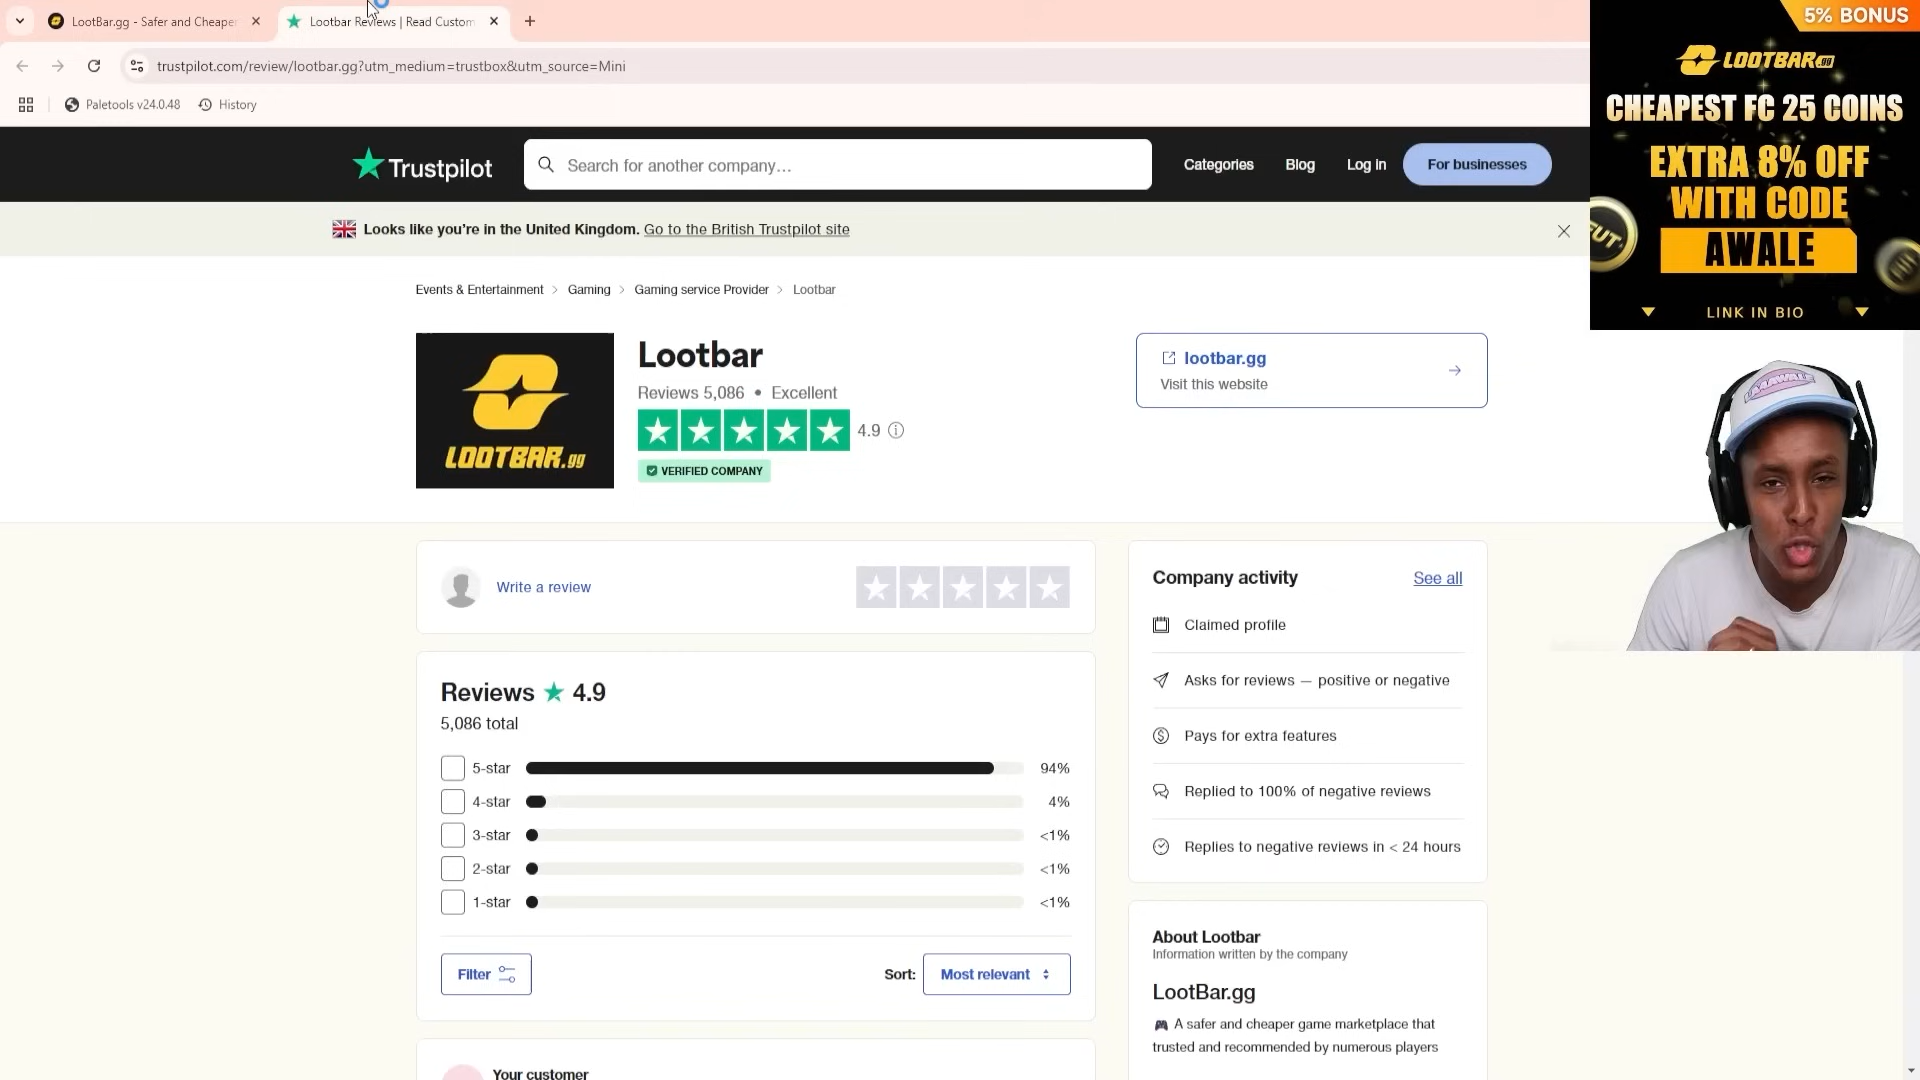 LootBar.gg - Safer and Cheaper
Lootbar Reviews | Read Custom
trustpilot.com/review/lootbar.gg?utm_medium=trustbox&utm_source=Mini
Paletools v24.0.48
History
Trustpilot
Search for another company...
Categories
Blog
Log in
For businesses
Looks like you're in the United Kingdom. Go to the British Trustpilot site
Events & Entertainment > Gaming > Gaming service Provider > Lootbar
LOOTBAR.gg
Lootbar
Reviews 5,086 • Excellent
4.9
VERIFIED COMPANY
lootbar.gg
Visit this website
Write a review
Reviews ★ 4.9
5,086 total
5-star 94%
4-star 4%
3-star <1%
2-star <1%
1-star <1%
Filter
Sort: Most relevant
Your customer
Company activity
See all
Claimed profile
Asks for reviews — positive or negative
Pays for extra features
Replied to 100% of negative reviews
Replies to negative reviews in < 24 hours
About Lootbar
Information written by the company
LootBar.gg
🎮 A safer and cheaper game marketplace that
trusted and recommended by numerous players
5% BONUS
LOOTBAR.gg
CHEAPEST FC 25 COINS
EXTRA 8% OFF
WITH CODE
AWALE
FUT
LINK IN BIO